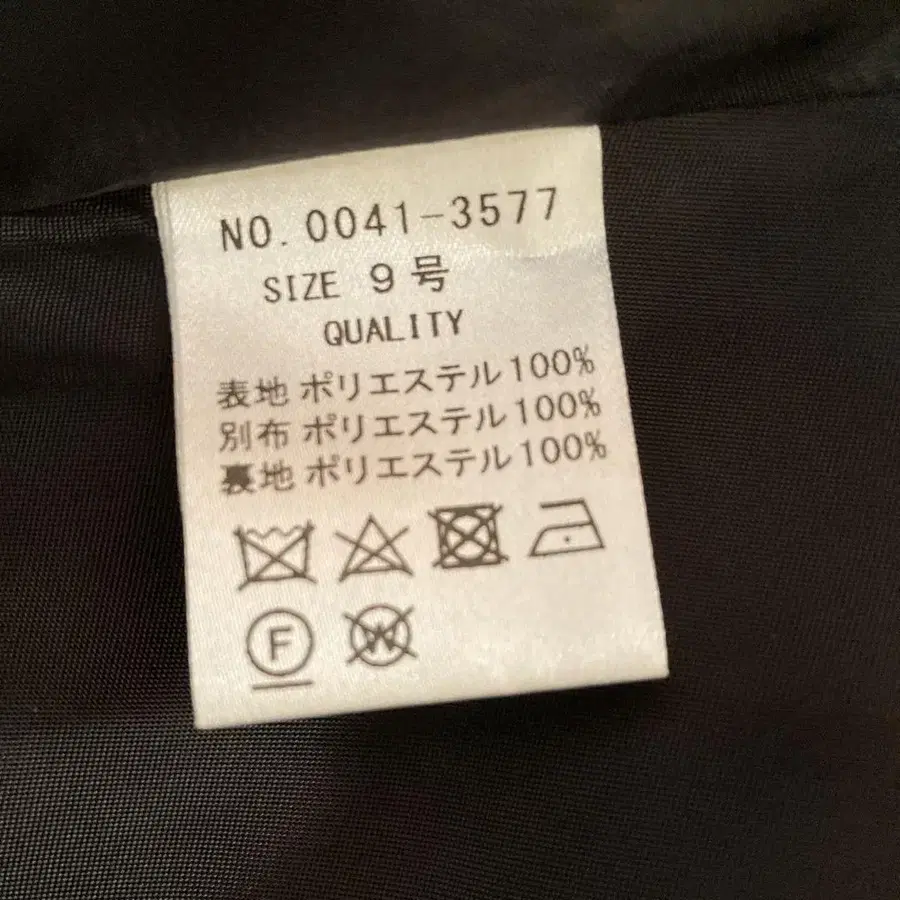 NO. 0041-3577
SIZE 9号
QUALITY
表地 ポリエステル100%
別布 ポリエステル100%
裏地 ポリエステル100%
F W